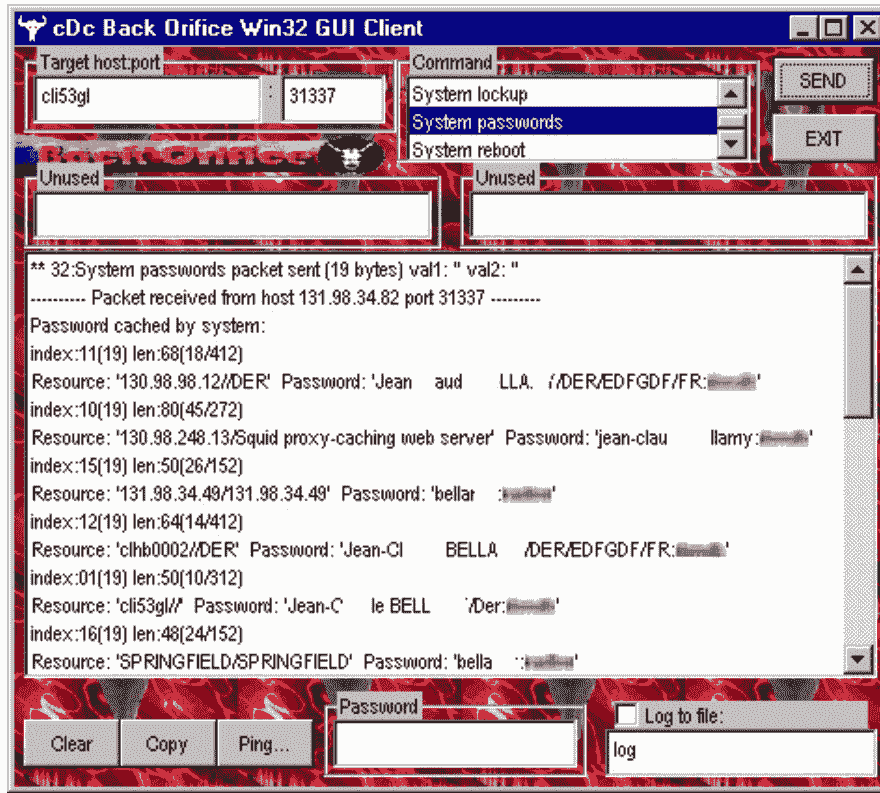 cDc Back Orifice Win32 GUI Client
Target host:port
cli53gl : 31337
Command
System lockup
System passwords
System reboot
SEND
EXIT
Back Orifice
Unused
Unused
** 32:System passwords packet sent (19 bytes) val1: '' val2: ''
---------- Packet received from host 131.98.34.82 port 31337 ---------
Password cached by system:
index:11(19) len:68(18/412)
Resource: '130.98.98.12//DER' Password: 'Jean aud LLA. //DER/EDFGDF/FR: '
index:10(19) len:80(45/272)
Resource: '130.98.248.13/Squid proxy-caching web server' Password: 'jean-clau llamy: '
index:15(19) len:50(26/152)
Resource: '131.98.34.49/131.98.34.49' Password: 'bellar : '
index:12(19) len:64(14/412)
Resource: 'clhb0002//DER' Password: 'Jean-Cl BELLA /DER/EDFGDF/FR: '
index:01(19) len:50(10/312)
Resource: 'cli53gl//' Password: 'Jean-C le BELL /Der: '
index:16(19) len:48(24/152)
Resource: 'SPRINGFIELD/SPRINGFIELD' Password: 'bella : '
Clear
Copy
Ping...
Password
Log to file:
log